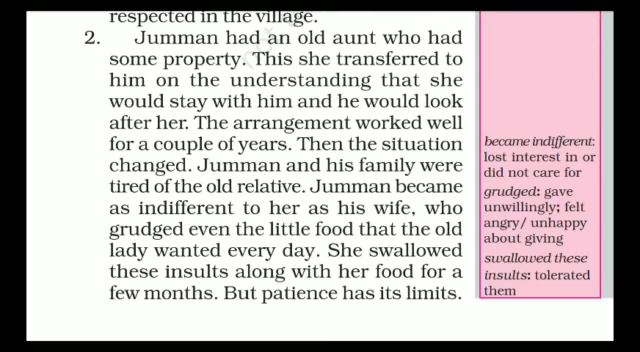 respected in the village.
2. Jumman had an old aunt who had
some property. This she transferred to
him on the understanding that she
would stay with him and he would look
after her. The arrangement worked well
for a couple of years. Then the situation
changed. Jumman and his family were
tired of the old relative. Jumman became
as indifferent to her as his wife, who
grudged even the little food that the old
lady wanted every day. She swallowed
these insults along with her food for a
few months. But patience has its limits.
became indifferent:
lost interest in or
did not care for
grudged: gave
unwillingly; felt
angry/ unhappy
about giving
swallowed these
insults: tolerated
them